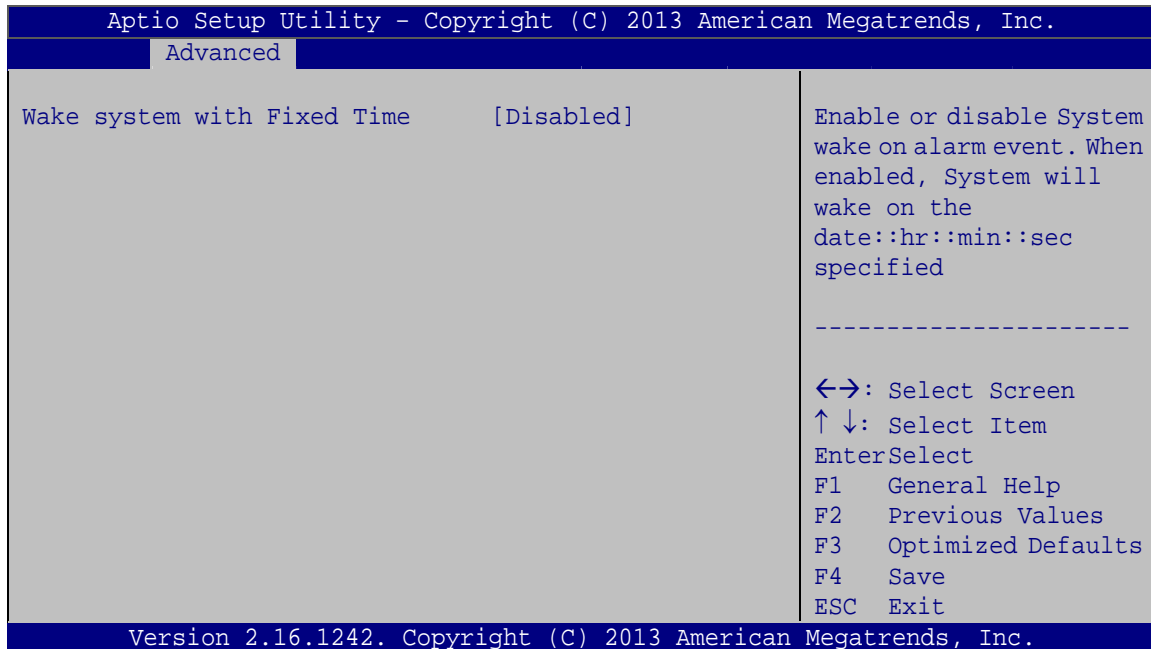 Aptio Setup Utility – Copyright (C) 2013 American Megatrends, Inc.
Advanced
Wake system with Fixed Time [Disabled]
Enable or disable System
wake on alarm event. When
enabled, System will
wake on the
date::hr::min::sec
specified
----------------------
←→: Select Screen
↑ ↓: Select Item
EnterSelect
F1 General Help
F2 Previous Values
F3 Optimized Defaults
F4 Save
ESC Exit
Version 2.16.1242. Copyright (C) 2013 American Megatrends, Inc.